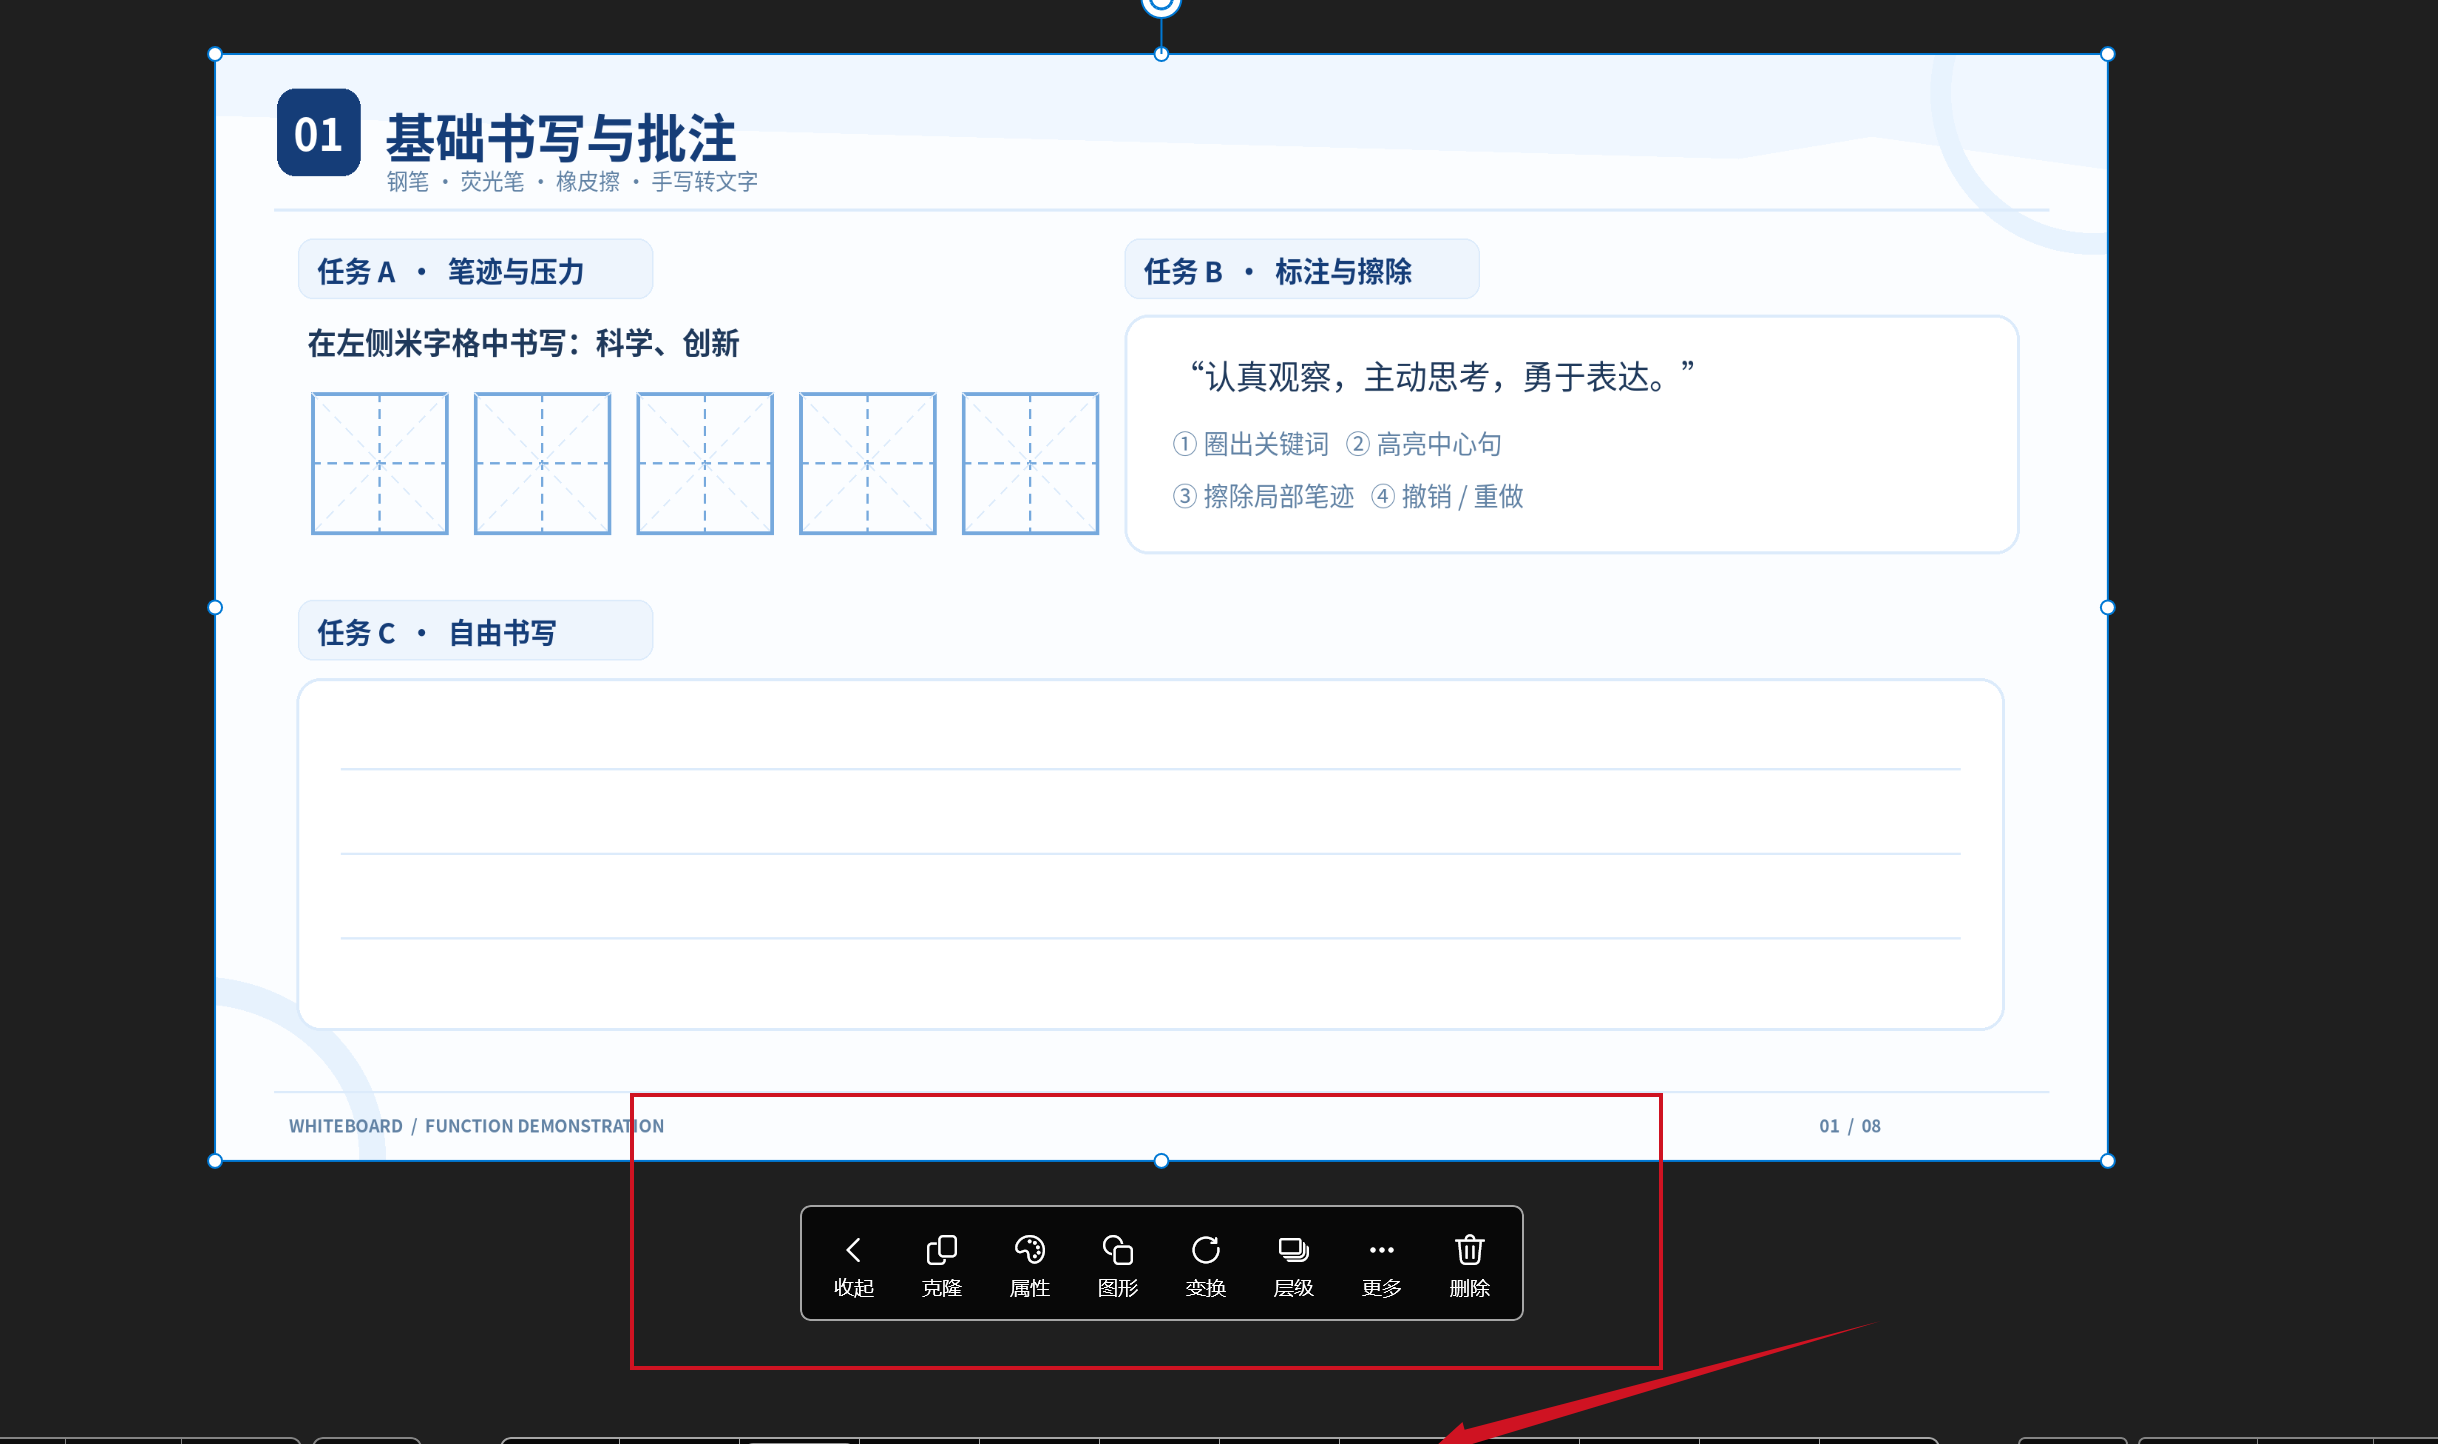 01
基础书写与批注
钢笔 · 荧光笔 · 橡皮擦 · 手写转文字
任务 A · 笔迹与压力
在左侧米字格中书写：科学、创新
任务 B · 标注与擦除
“认真观察，主动思考，勇于表达。”
① 圈出关键词 ② 高亮中心句
③ 擦除局部笔迹 ④ 撤销 / 重做
任务 C · 自由书写
WHITEBOARD / FUNCTION DEMONSTRATION
01 / 08
收起 克隆 属性 图形 变换 层级 更多 删除